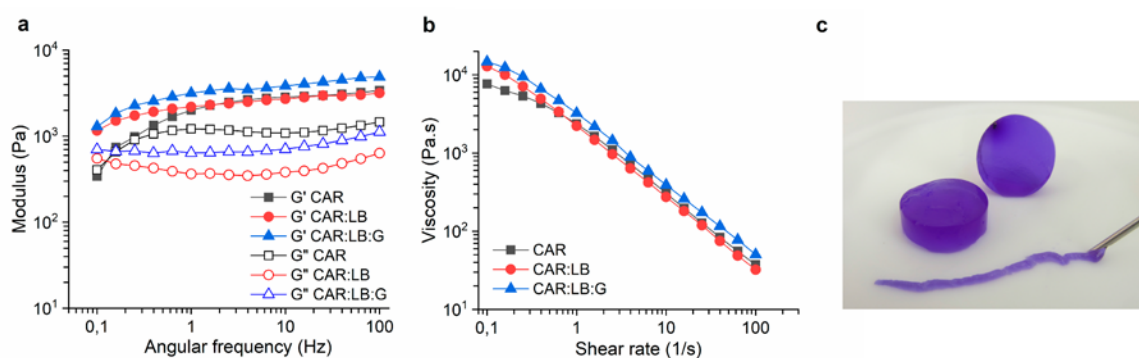 a
10⁴
10³
10²
10¹
Modulus (Pa)
G' CAR
G' CAR:LB
G' CAR:LB:G
G" CAR
G" CAR:LB
G" CAR:LB:G
0,1 1 10 100
Angular frequency (Hz)
b
10⁴
10³
10²
10¹
Viscosity (Pa.s)
CAR
CAR:LB
CAR:LB:G
0,1 1 10 100
Shear rate (1/s)
c